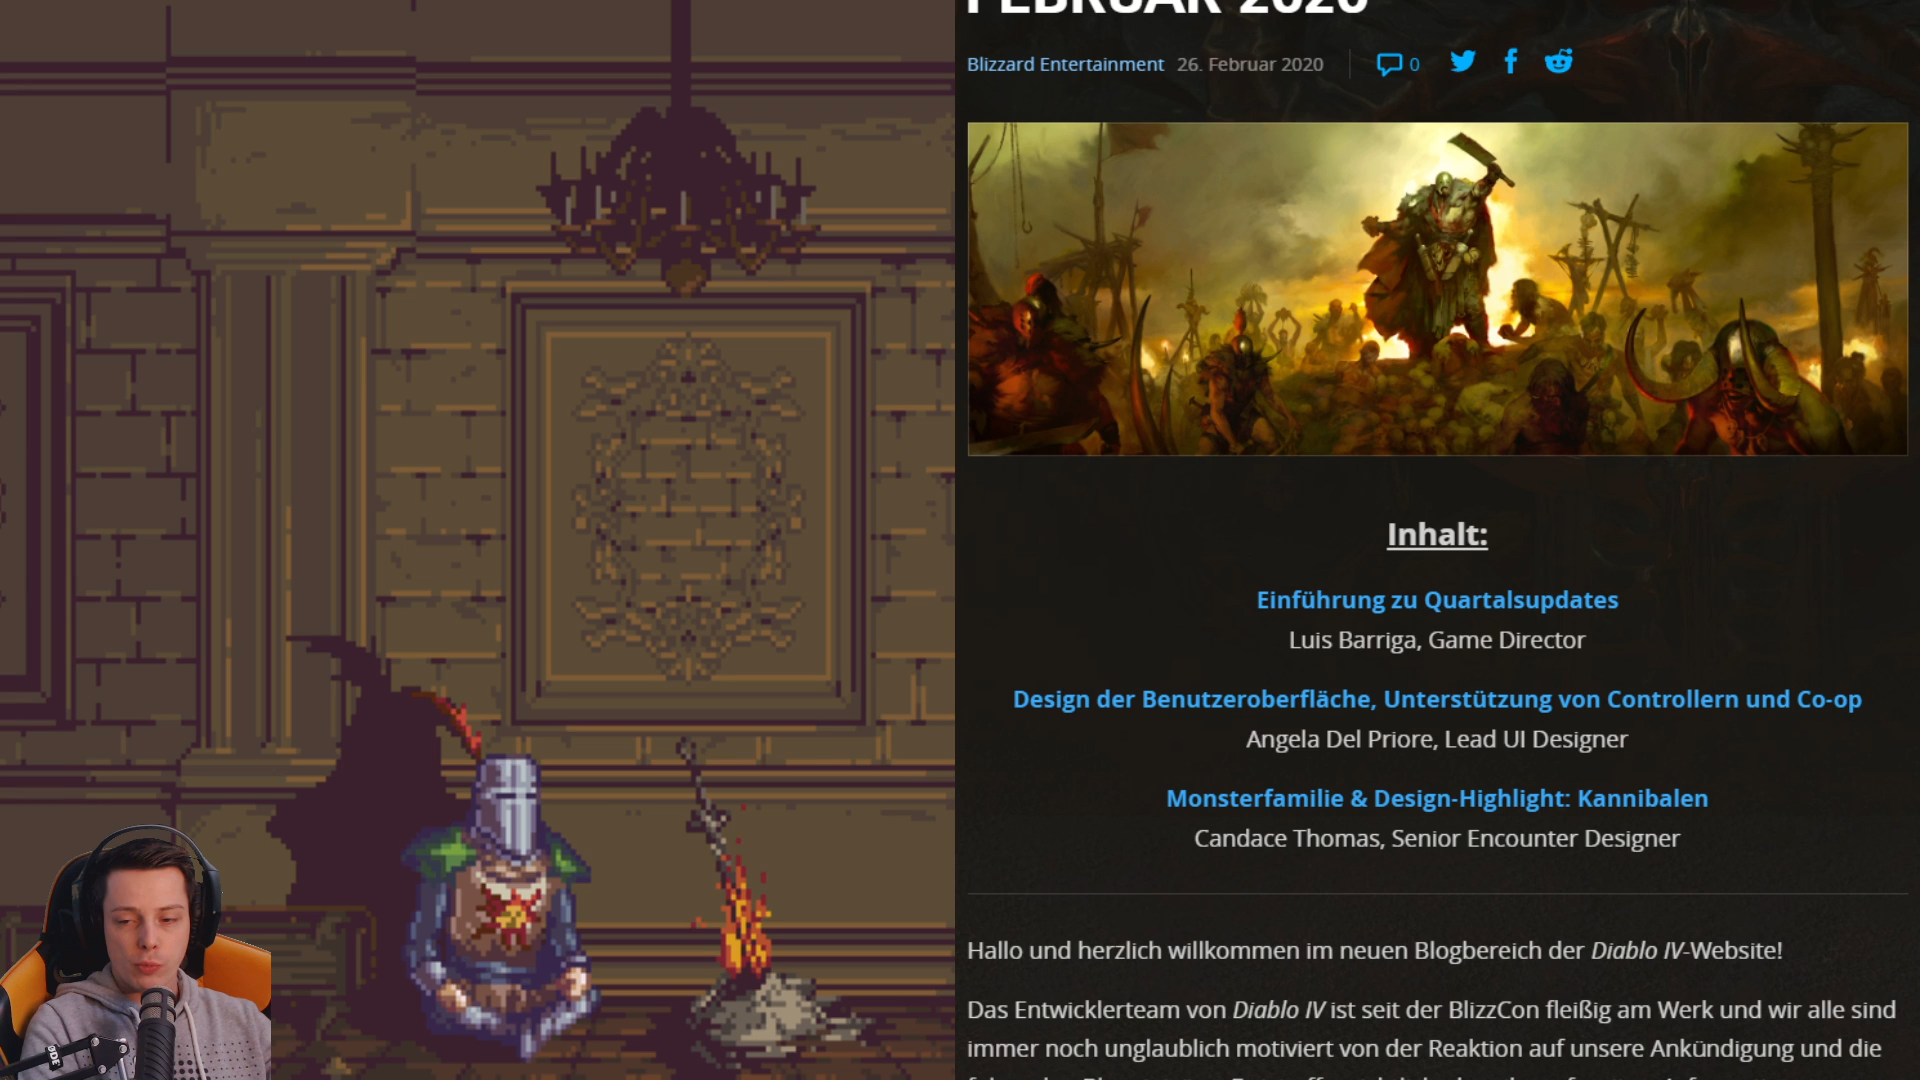 FEBRUAR 2020
Blizzard Entertainment 26. Februar 2020 0
Inhalt:
Einführung zu Quartalsupdates
Luis Barriga, Game Director
Design der Benutzeroberfläche, Unterstützung von Controllern und Co-op
Angela Del Priore, Lead UI Designer
Monsterfamilie & Design-Highlight: Kannibalen
Candace Thomas, Senior Encounter Designer
Hallo und herzlich willkommen im neuen Blogbereich der Diablo IV-Website!
Das Entwicklerteam von Diablo IV ist seit der BlizzCon fleißig am Werk und wir alle sind
immer noch unglaublich motiviert von der Reaktion auf unsere Ankündigung und die
RØDE